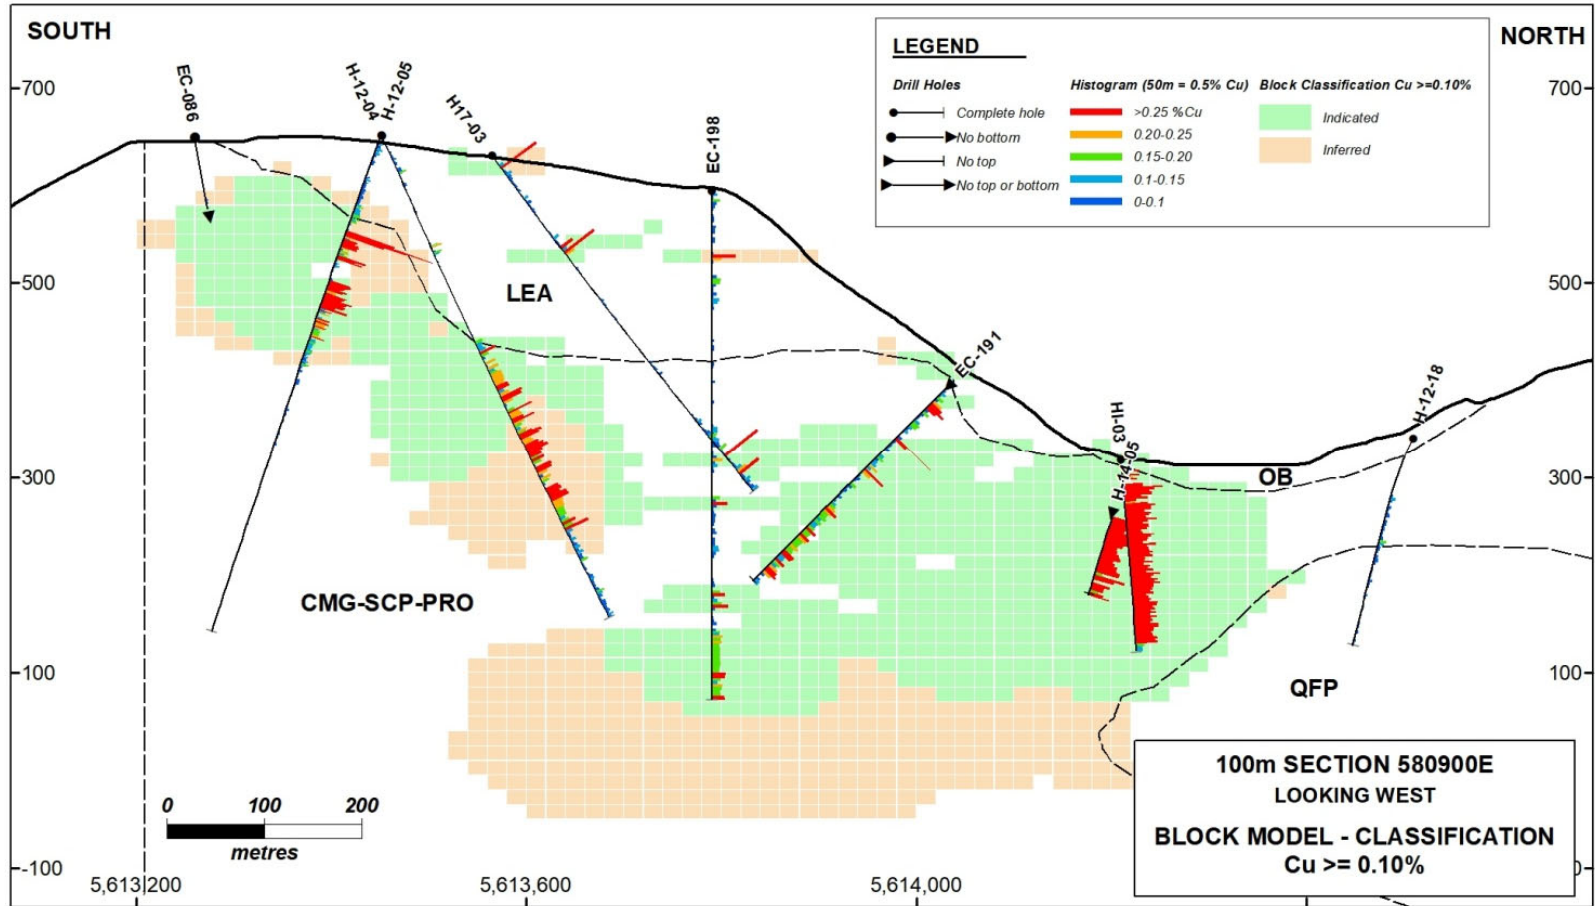 SOUTH
NORTH
LEGEND
Drill Holes
Complete hole
No bottom
No top
No top or bottom
Histogram (50m = 0.5% Cu)
>0.25 %Cu
0.20-0.25
0.15-0.20
0.1-0.15
0-0.1
Block Classification Cu >=0.10%
Indicated
Inferred
EC-086
H-12-04
H-12-05
H17-03
EC-198
EC-191
HI-03
H-14-05
H-12-18
700
700
500
500
300
300
100
100
-100
LEA
OB
CMG-SCP-PRO
QFP
0 100 200
metres
5,613,200
5,613,600
5,614,000
100m SECTION 580900E
LOOKING WEST
BLOCK MODEL - CLASSIFICATION
Cu >= 0.10%